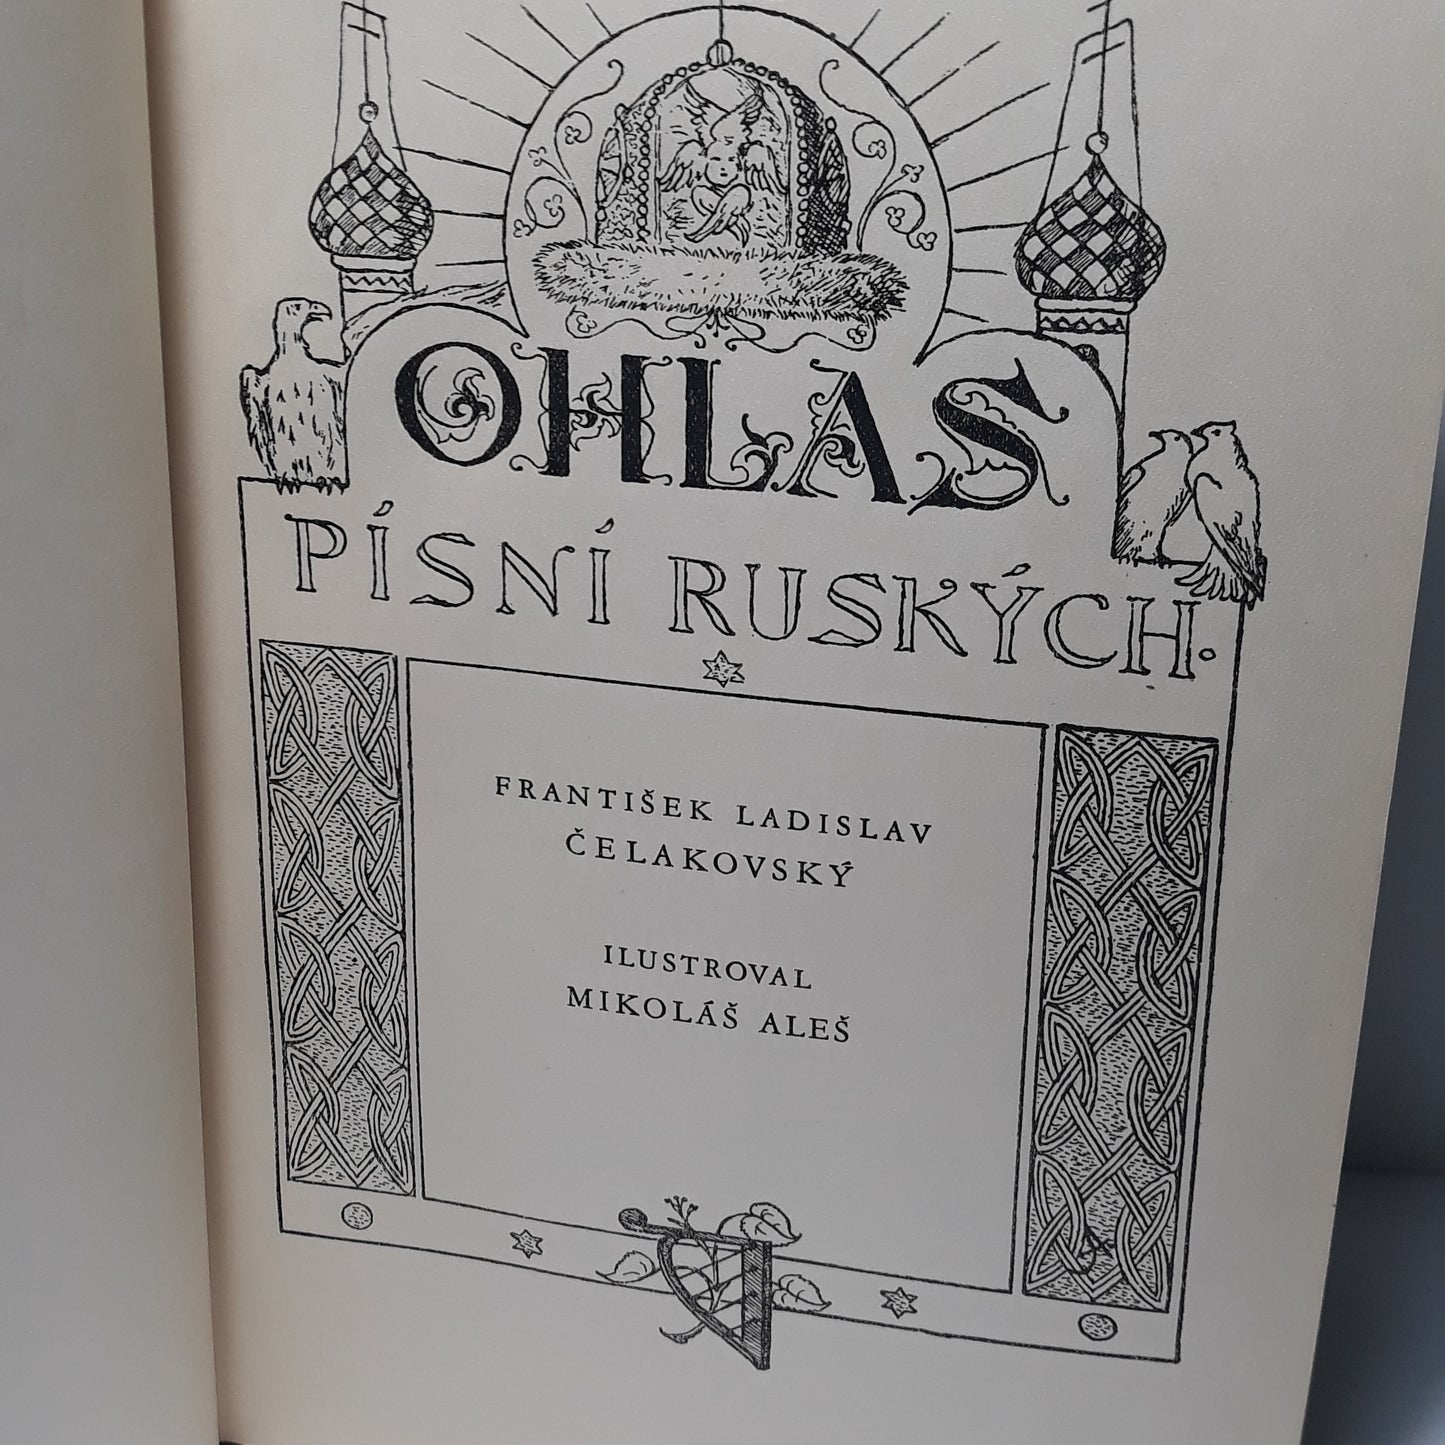 OHLAS
PÍSNÍ RUSKÝCH.
FRANTIŠEK LADISLAV
ČELAKOVSKÝ
ILUSTROVAL
MIKOLÁŠ ALEŠ